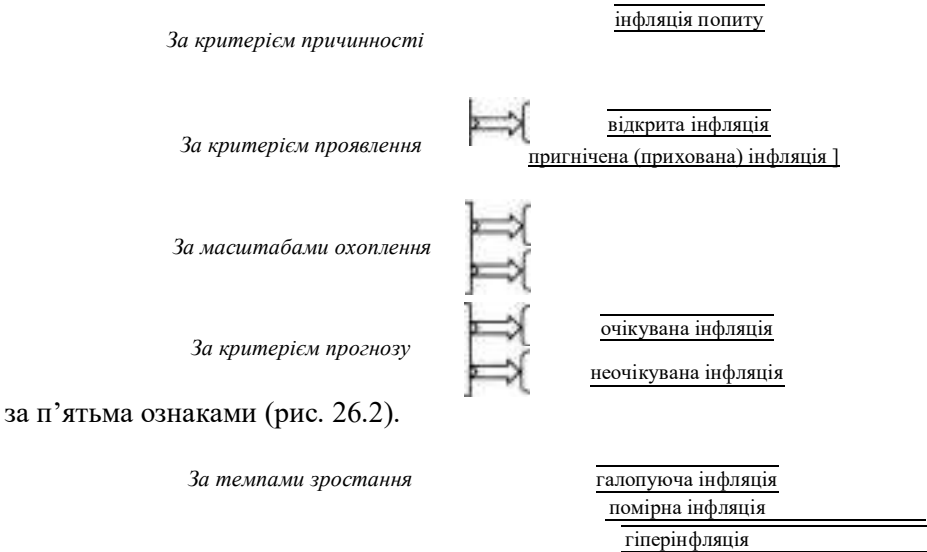 інфляція попиту
За критерієм причинності
відкрита інфляція
За критерієм проявлення
пригнічена (прихована) інфляція ]
За масштабами охоплення
очікувана інфляція
За критерієм прогнозу
неочікувана інфляція
за п’ятьма ознаками (рис. 26.2).
За темпами зростання
галопуюча інфляція
помірна інфляція
гіперінфляція